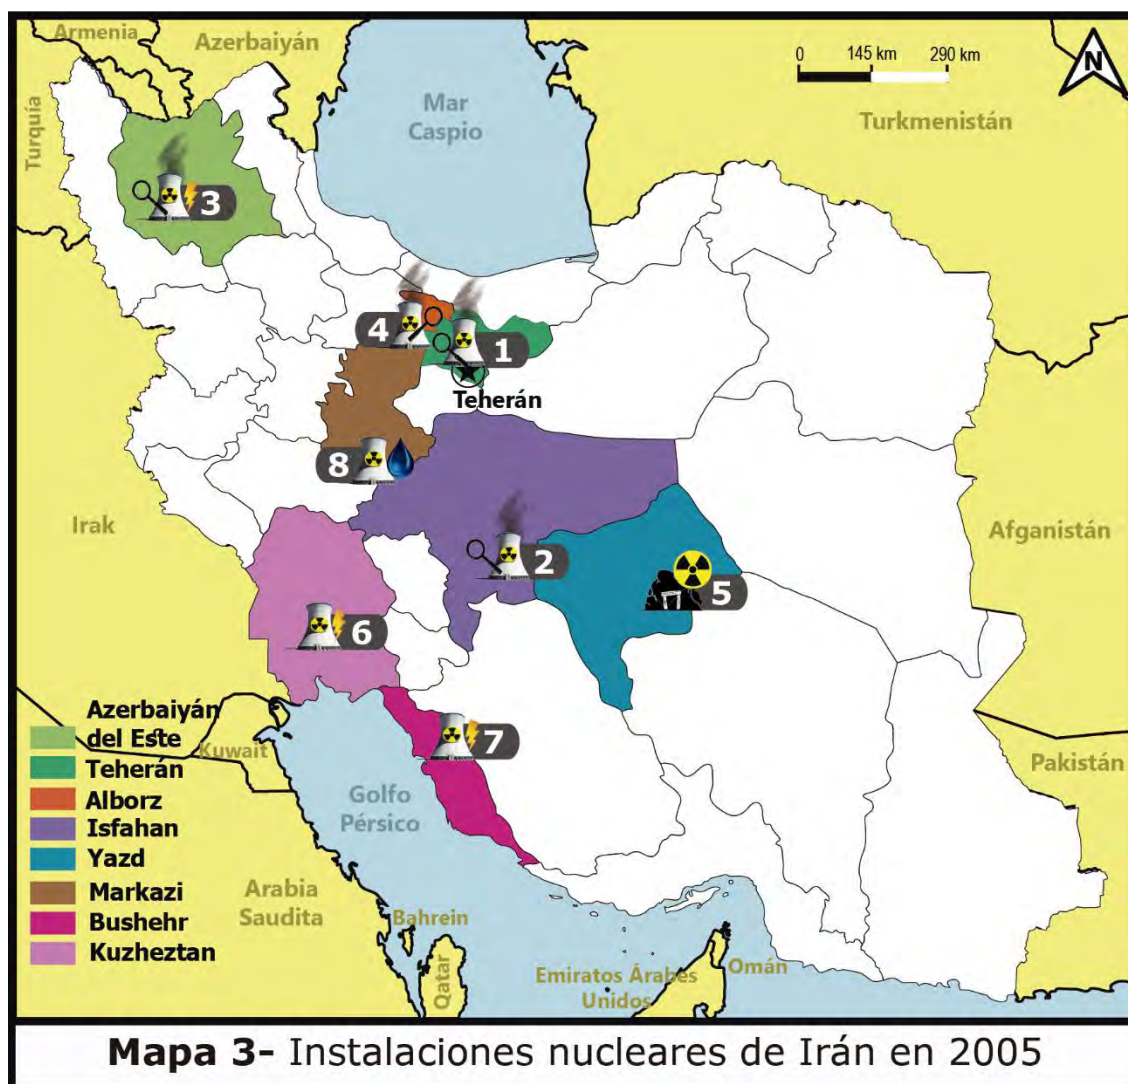 Armenia
Azerbaiyán
0 145 km 290 km
N
Mar
Caspio
Turkmenistán
Turquía
3
4
1
Teherán
8
Irak
Afganistán
2
5
6
7
Azerbaiyán
del Este
Teherán
Alborz
Isfahan
Yazd
Markazi
Bushehr
Kuzheztan
Kuwait
Golfo
Pérsico
Pakistán
Arabia
Saudita
Bahrein
Qatar
Emiratos Árabes
Unidos
Omán
Mapa 3- Instalaciones nucleares de Irán en 2005